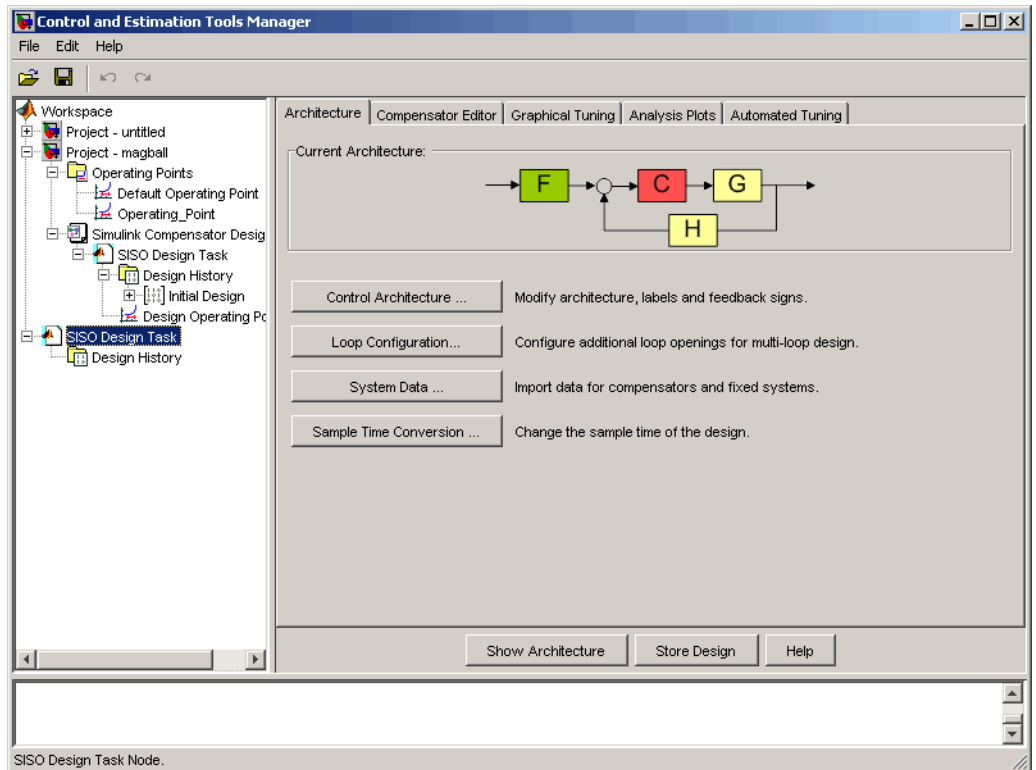 Control and Estimation Tools Manager
File Edit Help
Workspace
Project - untitled
Project - magball
Operating Points
Default Operating Point
Operating_Point
Simulink Compensator Desig
SISO Design Task
Design History
Initial Design
Design Operating Po
SISO Design Task
Design History
Architecture Compensator Editor Graphical Tuning Analysis Plots Automated Tuning
Current Architecture:
F C G
H
Control Architecture ... Modify architecture, labels and feedback signs.
Loop Configuration... Configure additional loop openings for multi-loop design.
System Data ... Import data for compensators and fixed systems.
Sample Time Conversion ... Change the sample time of the design.
Show Architecture Store Design Help
SISO Design Task Node.